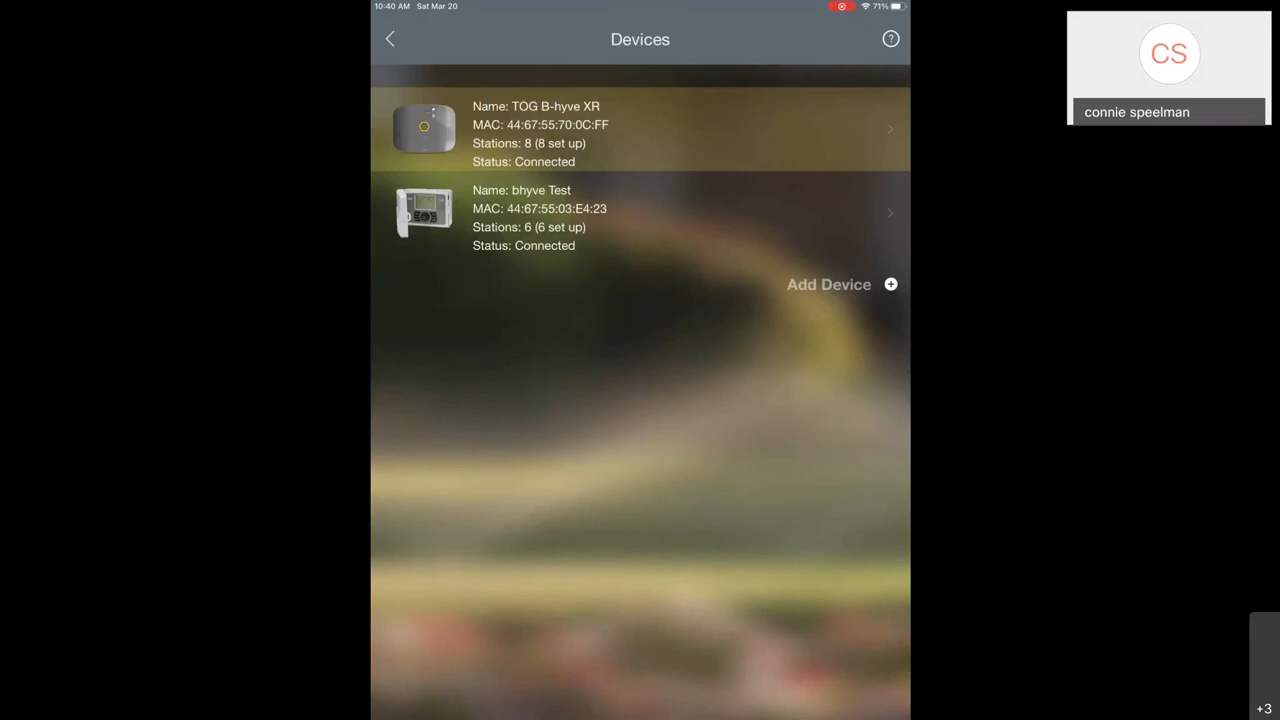 10:40 AM Sat Mar 20
71%
Devices
Name: TOG B-hyve XR
MAC: 44:67:55:70:0C:FF
Stations: 8 (8 set up)
Status: Connected
Name: bhyve Test
MAC: 44:67:55:03:E4:23
Stations: 6 (6 set up)
Status: Connected
Add Device
CS
connie speelman
+3